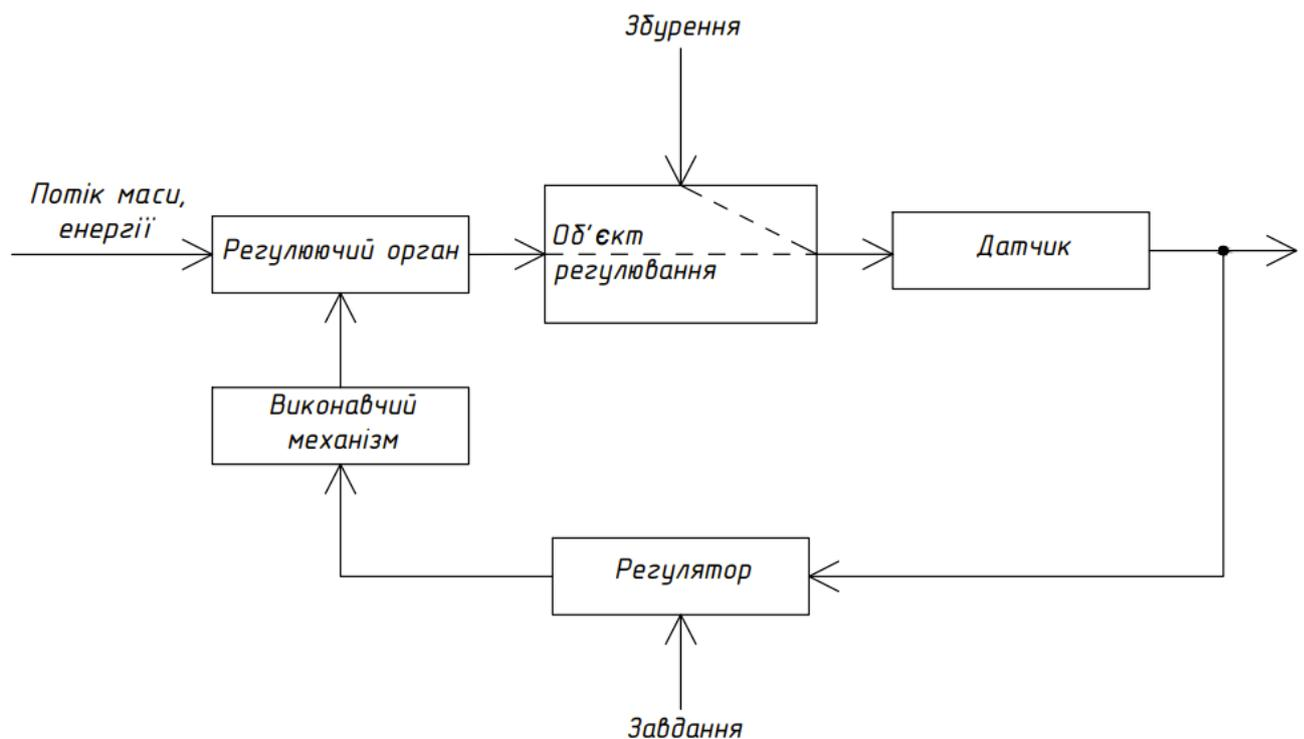 Збурення
Потік маси,
енергії
Регулюючий орган
Об'єкт
регулювання
Датчик
Виконавчий
механізм
Регулятор
Завдання